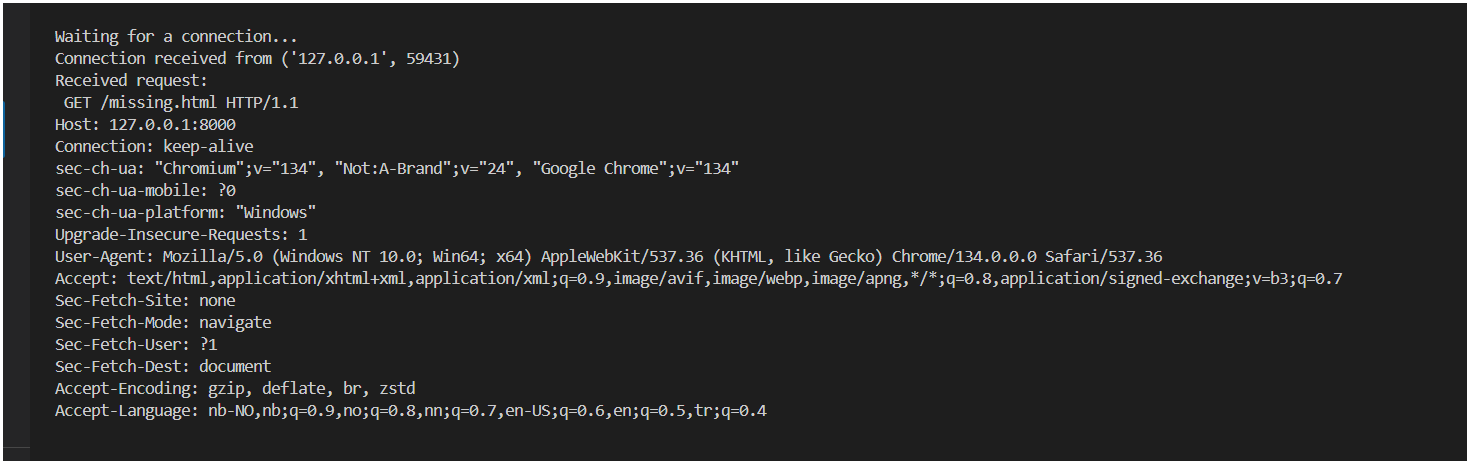 Waiting for a connection...
Connection received from ('127.0.0.1', 59431)
Received request:
 GET /missing.html HTTP/1.1
Host: 127.0.0.1:8000
Connection: keep-alive
sec-ch-ua: "Chromium";v="134", "Not:A-Brand";v="24", "Google Chrome";v="134"
sec-ch-ua-mobile: ?0
sec-ch-ua-platform: "Windows"
Upgrade-Insecure-Requests: 1
User-Agent: Mozilla/5.0 (Windows NT 10.0; Win64; x64) AppleWebKit/537.36 (KHTML, like Gecko) Chrome/134.0.0.0 Safari/537.36
Accept: text/html,application/xhtml+xml,application/xml;q=0.9,image/avif,image/webp,image/apng,*/*;q=0.8,application/signed-exchange;v=b3;q=0.7
Sec-Fetch-Site: none
Sec-Fetch-Mode: navigate
Sec-Fetch-User: ?1
Sec-Fetch-Dest: document
Accept-Encoding: gzip, deflate, br, zstd
Accept-Language: nb-NO,nb;q=0.9,no;q=0.8,nn;q=0.7,en-US;q=0.6,en;q=0.5,tr;q=0.4